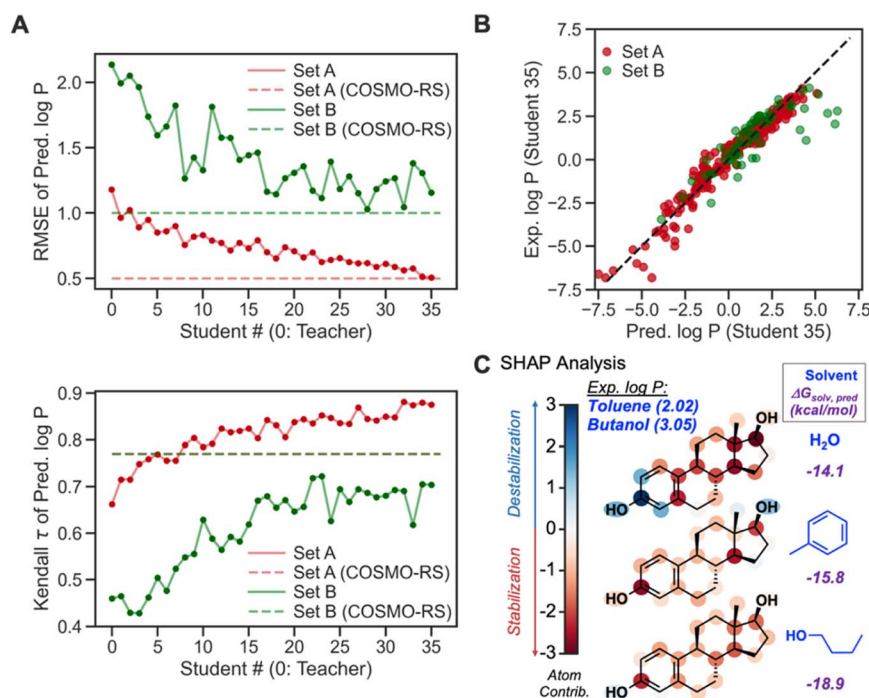 A
2.0
1.5
1.0
0.5
RMSE of Pred. log P
Set A
Set A (COSMO-RS)
Set B
Set B (COSMO-RS)
0 5 10 15 20 25 30 35
Student # (0: Teacher)
0.9
0.8
0.7
0.6
0.5
0.4
Kendall τ of Pred. log P
Set A
Set A (COSMO-RS)
Set B
Set B (COSMO-RS)
0 5 10 15 20 25 30 35
Student # (0: Teacher)
B
7.5
5.0
2.5
0.0
−2.5
−5.0
−7.5
Exp. log P (Student 35)
Set A
Set B
−7.5 −5.0 −2.5 0.0 2.5 5.0 7.5
Pred. log P (Student 35)
C SHAP Analysis
Destabilization
Stabilization
3
2
1
0
-1
-2
-3
Atom
Contrib.
Exp. log P:
Toluene (2.02)
Butanol (3.05)
Solvent
ΔGsolv, pred
(kcal/mol)
OH
HO
H₂O
-14.1
OH
HO
-15.8
OH
HO
HO
-18.9